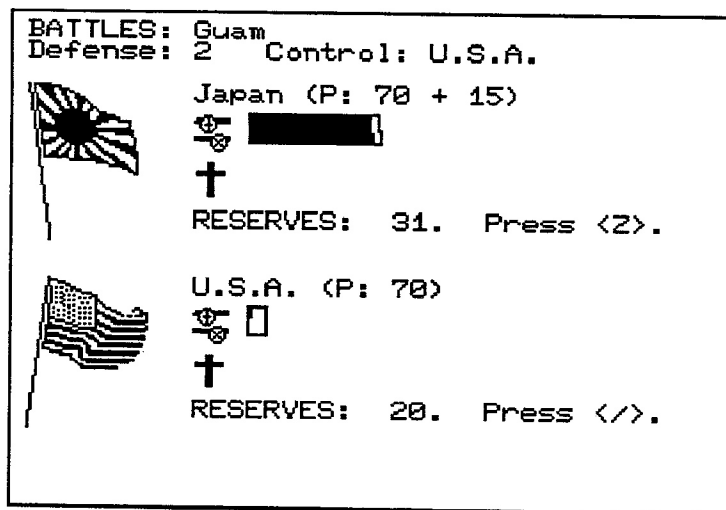 BATTLES: Guam
Defense: 2 Control: U.S.A.
Japan (P: 70 + 15)
RESERVES: 31. Press <Z>.
U.S.A. (P: 70)
RESERVES: 20. Press </>.